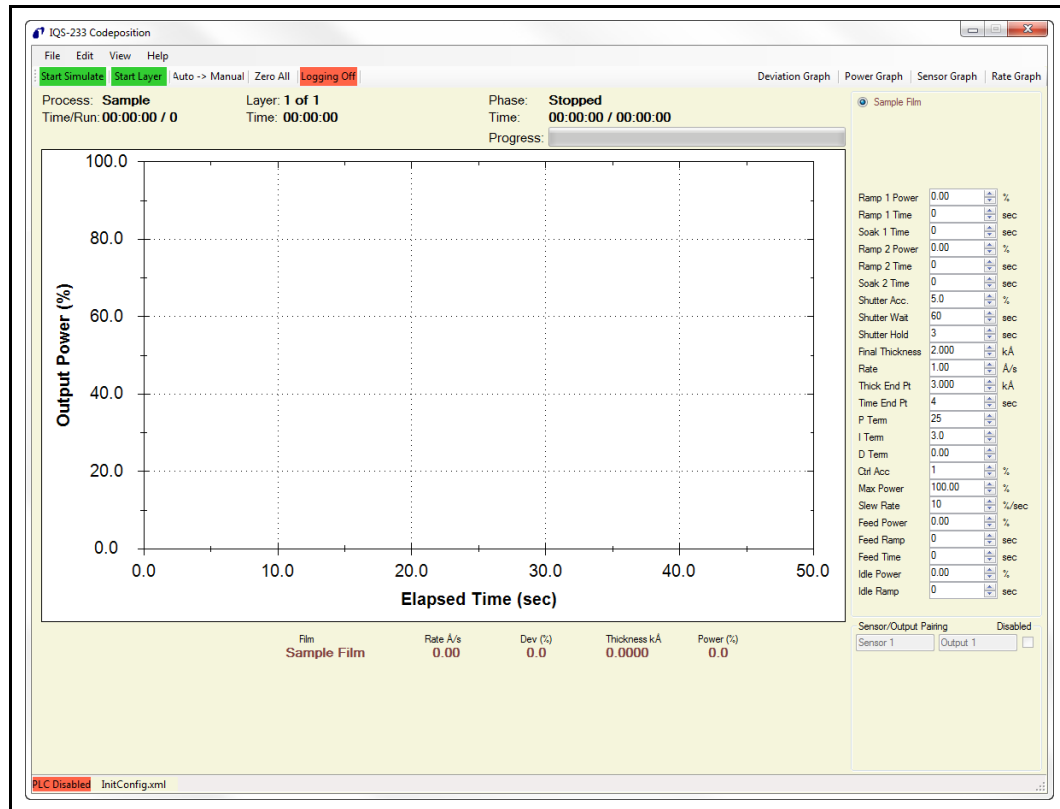 IQS-233 Codeposition
File Edit View Help
Start Simulate Start Layer Auto -> Manual Zero All Logging Off Deviation Graph Power Graph Sensor Graph Rate Graph
Process: Sample Layer: 1 of 1 Phase: Stopped
Time/Run: 00:00:00 / 0 Time: 00:00:00 Time: 00:00:00 / 00:00:00
Progress:
Sample Film
100.0
80.0
60.0
40.0
20.0
0.0
Output Power (%)
0.0 10.0 20.0 30.0 40.0 50.0
Elapsed Time (sec)
Film Rate Å/s Dev (%) Thickness kÅ Power (%)
Sample Film 0.00 0.0 0.0000 0.0
Ramp 1 Power 0.00 %
Ramp 1 Time 0 sec
Soak 1 Time 0 sec
Ramp 2 Power 0.00 %
Ramp 2 Time 0 sec
Soak 2 Time 0 sec
Shutter Acc. 5.0 %
Shutter Wait 60 sec
Shutter Hold 3 sec
Final Thickness 2.000 kÅ
Rate 1.00 Å/s
Thick End Pt 3.000 kÅ
Time End Pt 4 sec
P Term 25
I Term 3.0
D Term 0.00
Ctrl Acc 1 %
Max Power 100.00 %
Slew Rate 10 %/sec
Feed Power 0.00 %
Feed Ramp 0 sec
Feed Time 0 sec
Idle Power 0.00 %
Idle Ramp 0 sec
Sensor/Output Pairing Disabled
Sensor 1 Output 1
PLC Disabled InitConfig.xml